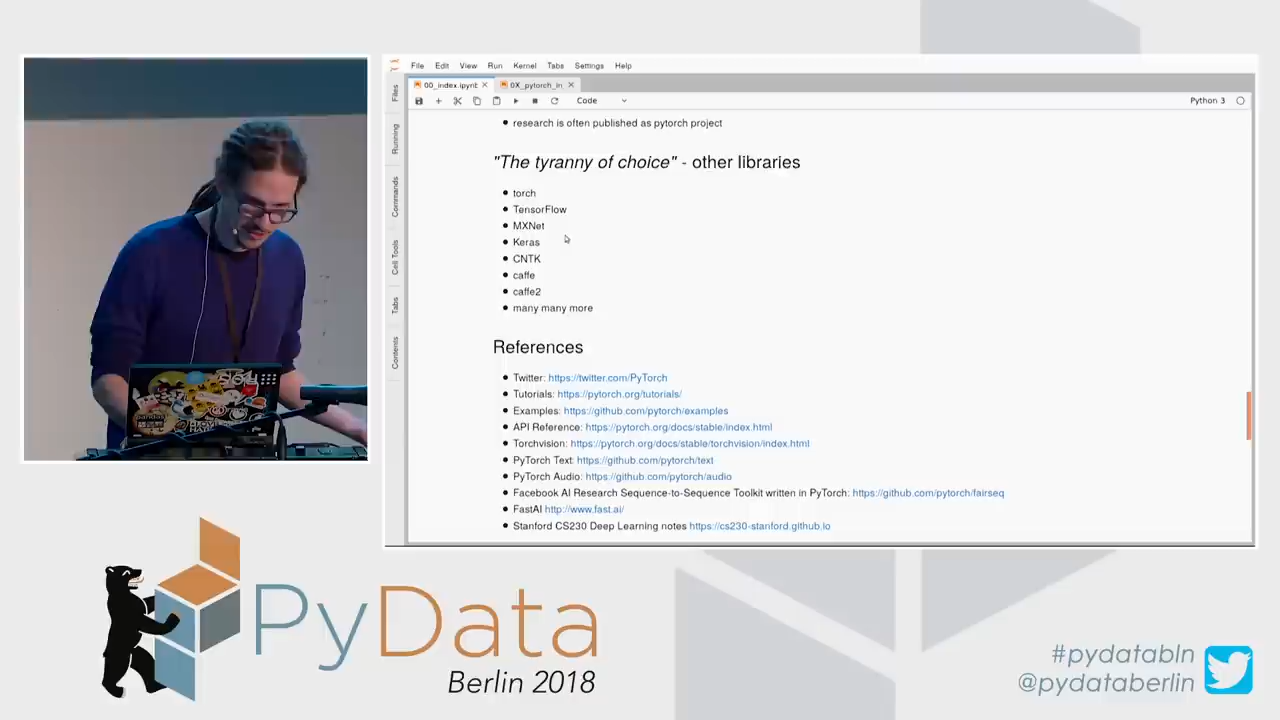 File Edit View Run Kernel Tabs Settings Help
00_index.ipynb
0X_pytorch_in
Code
Python 3
Files
Running
Commands
Cell Tools
Tabs
Contents
research is often published as pytorch project
"The tyranny of choice" - other libraries
torch
TensorFlow
MXNet
Keras
CNTK
caffe
caffe2
many many more
References
Twitter: https://twitter.com/PyTorch
Tutorials: https://pytorch.org/tutorials/
Examples: https://github.com/pytorch/examples
API Reference: https://pytorch.org/docs/stable/index.html
Torchvision: https://pytorch.org/docs/stable/torchvision/index.html
PyTorch Text: https://github.com/pytorch/text
PyTorch Audio: https://github.com/pytorch/audio
Facebook AI Research Sequence-to-Sequence Toolkit written in PyTorch: https://github.com/pytorch/fairseq
FastAI http://www.fast.ai/
Stanford CS230 Deep Learning notes https://cs230-stanford.github.io
PyData
Berlin 2018
#pydatabln
@pydataberlin